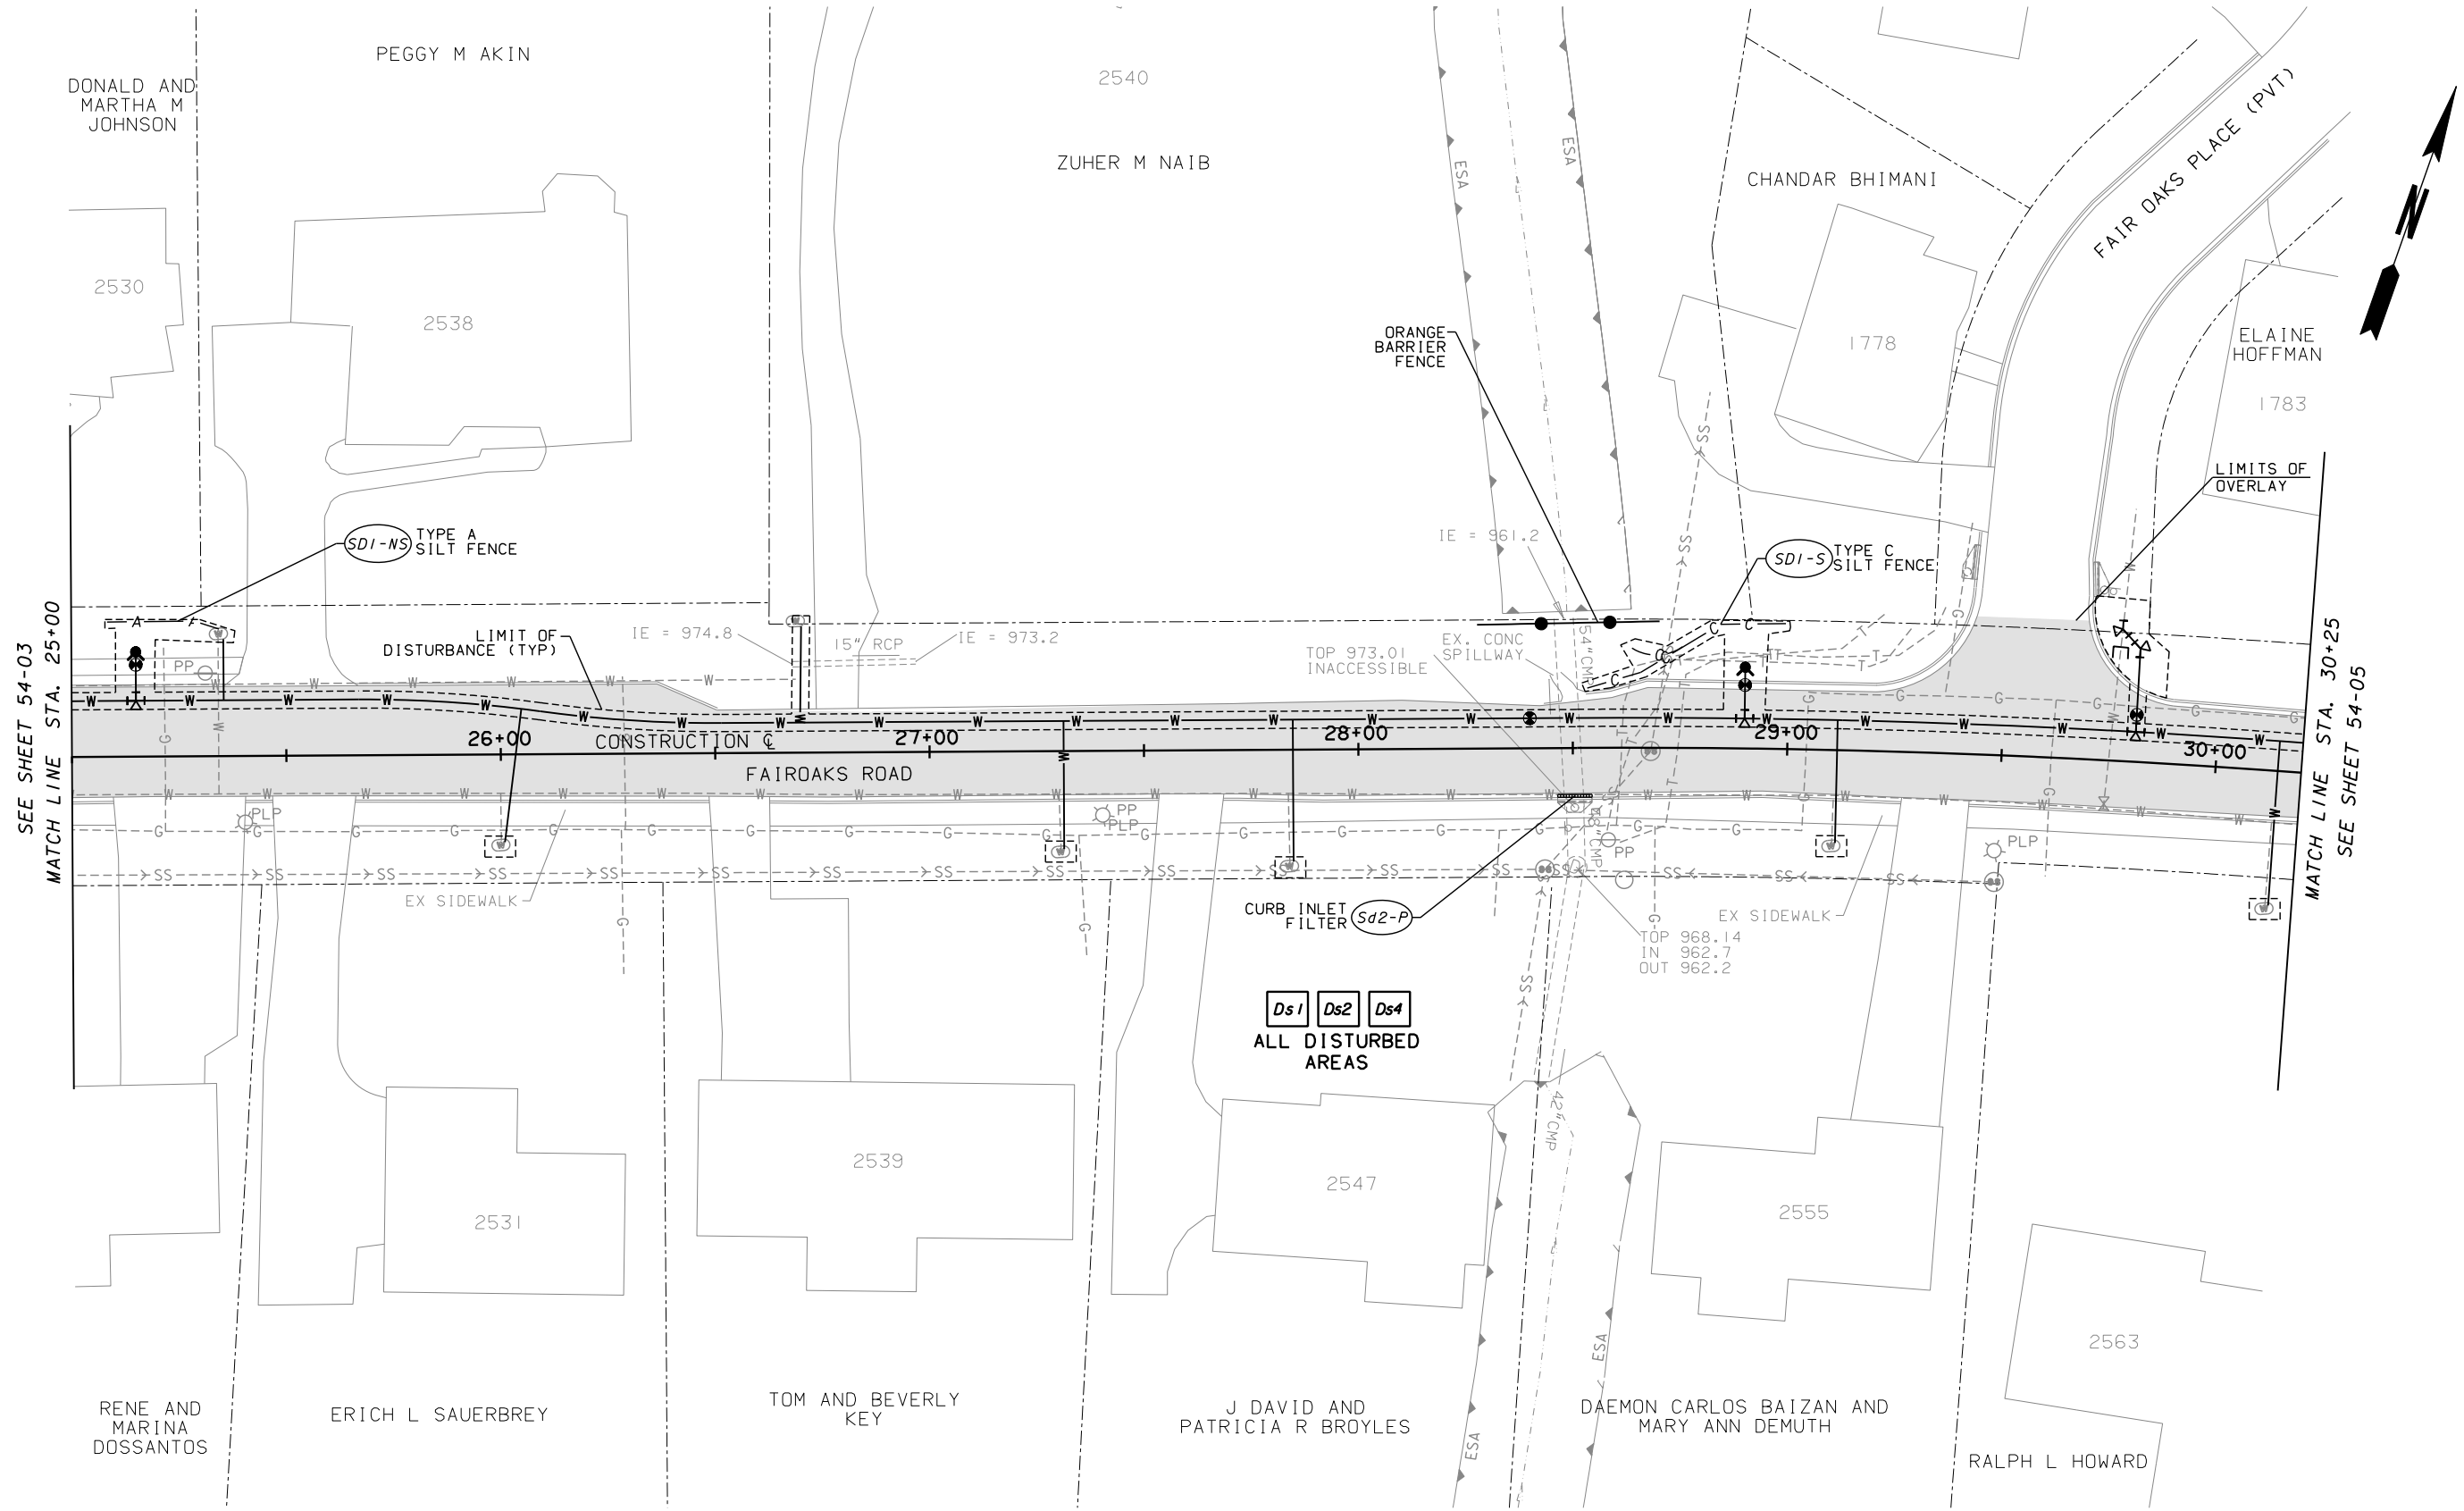 PEGGY M AKIN
DONALD AND
MARTHA M
JOHNSON
2540
ZUHER M NAIB
ESA
ESA
CHANDAR BHIMANI
FAIR OAKS PLACE (PVT)
N
2530
2538
ORANGE
BARRIER
FENCE
1778
ELAINE
HOFFMAN
1783
LIMITS OF
OVERLAY
SD1-NS
TYPE A
SILT FENCE
IE = 961.2
SD1-S
TYPE C
SILT FENCE
SEE SHEET 54-03
MATCH LINE STA. 25+00
LIMIT OF
DISTURBANCE (TYP)
IE = 974.8
15" RCP
IE = 973.2
TOP 973.01
INACCESSIBLE
EX. CONC
SPILLWAY
54"CMP
PP
26+00
CONSTRUCTION ℄
27+00
28+00
29+00
30+00
FAIROAKS ROAD
MATCH LINE STA. 30+25
SEE SHEET 54-05
PLP
PP
PLP
PP
PLP
48"CMP
EX SIDEWALK
CURB INLET
FILTER
Sd2-P
EX SIDEWALK
TOP 968.14
IN 962.7
OUT 962.2
Ds1 Ds2 Ds4
ALL DISTURBED
AREAS
42"CMP
2531
2539
2547
2555
2563
ESA
ESA
RENE AND
MARINA
DOSSANTOS
ERICH L SAUERBREY
TOM AND BEVERLY
KEY
J DAVID AND
PATRICIA R BROYLES
DAEMON CARLOS BAIZAN AND
MARY ANN DEMUTH
RALPH L HOWARD